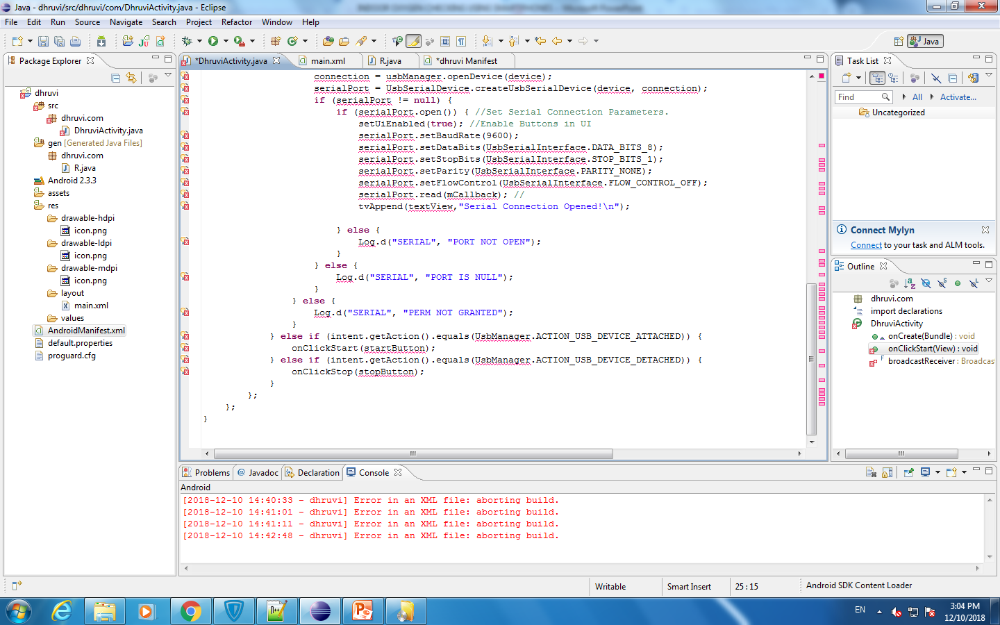 Java - dhruvi/src/dhruvi/com/DhruviActivity.java - Eclipse
File Edit Run Source Navigate Search Project Refactor Window Help
Java
Package Explorer
dhruvi
src
dhruvi.com
DhruviActivity.java
gen [Generated Java Files]
dhruvi.com
R.java
Android 2.3.3
assets
res
drawable-hdpi
icon.png
drawable-ldpi
icon.png
drawable-mdpi
icon.png
layout
main.xml
values
AndroidManifest.xml
default.properties
proguard.cfg
*DhruviActivity.java main.xml R.java *dhruvi Manifest
connection = usbManager.openDevice(device);
serialPort = UsbSerialDevice.createUsbSerialDevice(device, connection);
if (serialPort != null) {
if (serialPort.open()) { //Set Serial Connection Parameters.
setUiEnabled(true); //Enable Buttons in UI
serialPort.setBaudRate(9600);
serialPort.setDataBits(UsbSerialInterface.DATA_BITS_8);
serialPort.setStopBits(UsbSerialInterface.STOP_BITS_1);
serialPort.setParity(UsbSerialInterface.PARITY_NONE);
serialPort.setFlowControl(UsbSerialInterface.FLOW_CONTROL_OFF);
serialPort.read(mCallback); //
tvAppend(textView,"Serial Connection Opened!\n");
} else {
Log.d("SERIAL", "PORT NOT OPEN");
}
} else {
Log.d("SERIAL", "PORT IS NULL");
}
} else {
Log.d("SERIAL", "PERM NOT GRANTED");
}
} else if (intent.getAction().equals(UsbManager.ACTION_USB_DEVICE_ATTACHED)) {
onClickStart(startButton);
} else if (intent.getAction().equals(UsbManager.ACTION_USB_DEVICE_DETACHED)) {
onClickStop(stopButton);
}
};
};
}
Task List
Find All Activate...
Uncategorized
Connect Mylyn
Connect to your task and ALM tools.
Outline
dhruvi.com
import declarations
DhruviActivity
onCreate(Bundle) : void
onClickStart(View) : void
broadcastReceiver : Broadcas
Problems @ Javadoc Declaration Console
Android
[2018-12-10 14:40:33 - dhruvi] Error in an XML file: aborting build.
[2018-12-10 14:41:01 - dhruvi] Error in an XML file: aborting build.
[2018-12-10 14:41:11 - dhruvi] Error in an XML file: aborting build.
[2018-12-10 14:42:48 - dhruvi] Error in an XML file: aborting build.
Writable Smart Insert 25 : 15 Android SDK Content Loader
EN
3:04 PM
12/10/2018